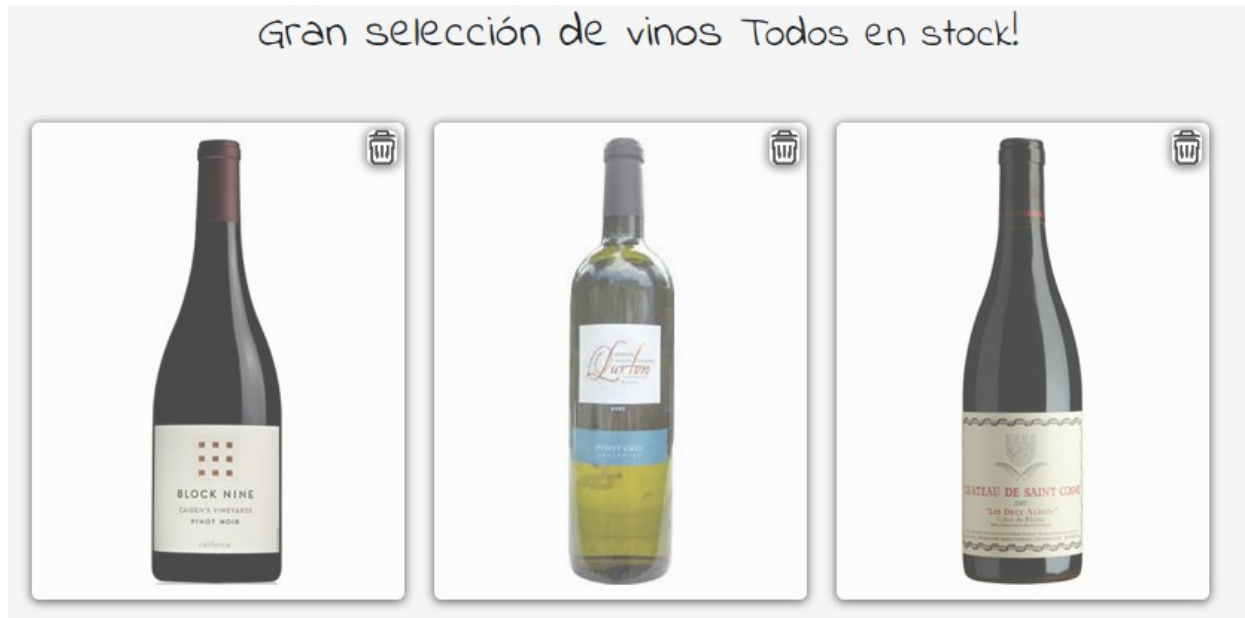 Gran selección de vinos Todos en stock!
BLOCK NINE
CAIDEN'S VINEYARDS
PINOT NOIR
california
Lurton
PINOT GRIS
CHATEAU DE SAINT COSME
2007
"LES DEUX ALBION"
Côtes du Rhône